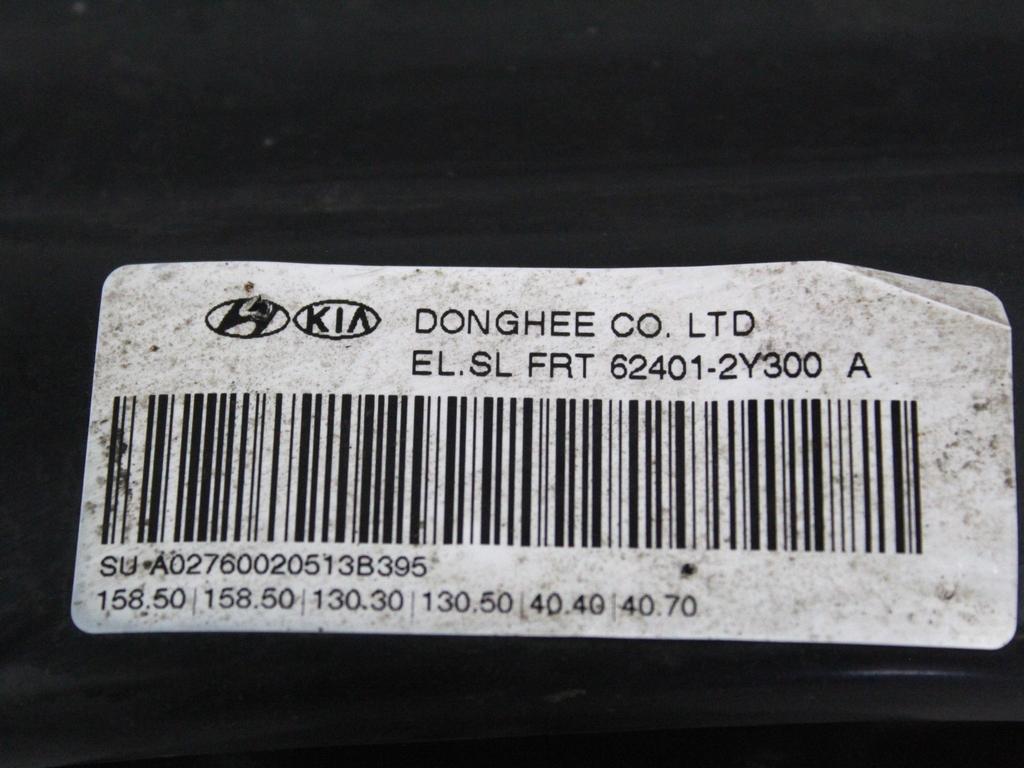 KIA DONGHEE CO. LTD
EL.SL FRT 62401-2Y300 A
SU A02760020513B395
158.50 | 158.50 | 130.30 | 130.50 | 40.40 | 40.70